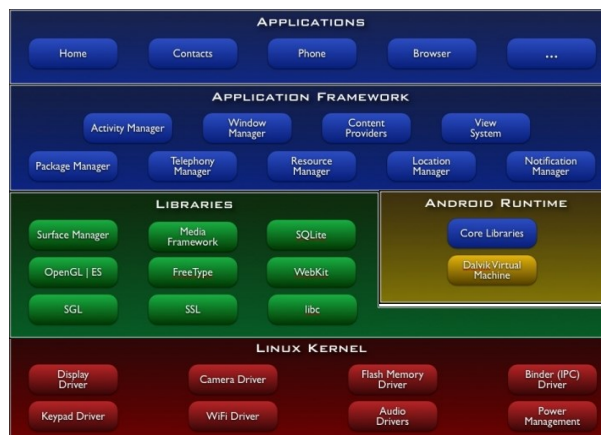 APPLICATIONS
Home
Contacts
Phone
Browser
...
APPLICATION FRAMEWORK
Activity Manager
Window
Manager
Content
Providers
View
System
Package Manager
Telephony
Manager
Resource
Manager
Location
Manager
Notification
Manager
LIBRARIES
Surface Manager
Media
Framework
SQLite
OpenGL | ES
FreeType
WebKit
SGL
SSL
libc
ANDROID RUNTIME
Core Libraries
Dalvik Virtual
Machine
LINUX KERNEL
Display
Driver
Camera Driver
Flash Memory
Driver
Binder (IPC)
Driver
Keypad Driver
WiFi Driver
Audio
Drivers
Power
Management